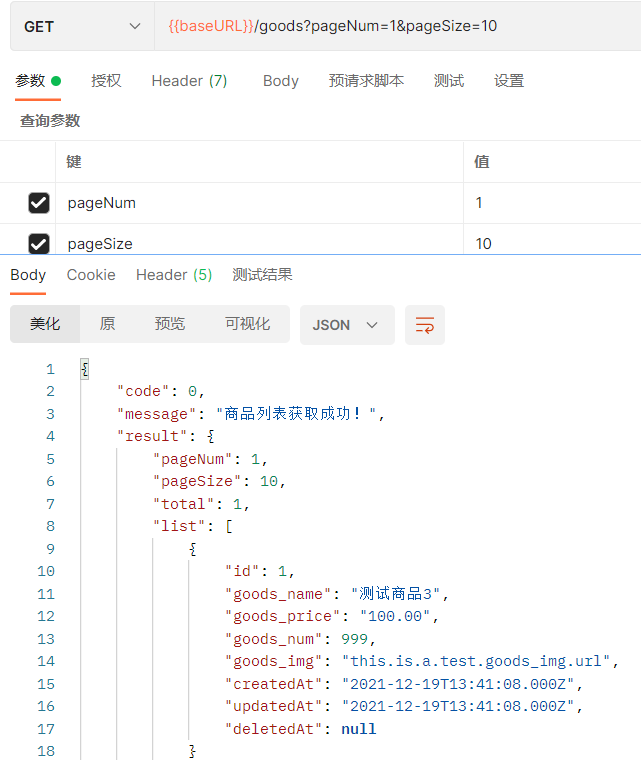 GET {{baseURL}}/goods?pageNum=1&pageSize=10
参数 授权 Header (7) Body 预请求脚本 测试 设置
查询参数
键 值
pageNum 1
pageSize 10
Body Cookie Header (5) 测试结果
美化 原 预览 可视化 JSON
1 {
2 "code": 0,
3 "message": "商品列表获取成功！",
4 "result": {
5 "pageNum": 1,
6 "pageSize": 10,
7 "total": 1,
8 "list": [
9 {
10 "id": 1,
11 "goods_name": "测试商品3",
12 "goods_price": "100.00",
13 "goods_num": 999,
14 "goods_img": "this.is.a.test.goods_img.url",
15 "createdAt": "2021-12-19T13:41:08.000Z",
16 "updatedAt": "2021-12-19T13:41:08.000Z",
17 "deletedAt": null
18 }